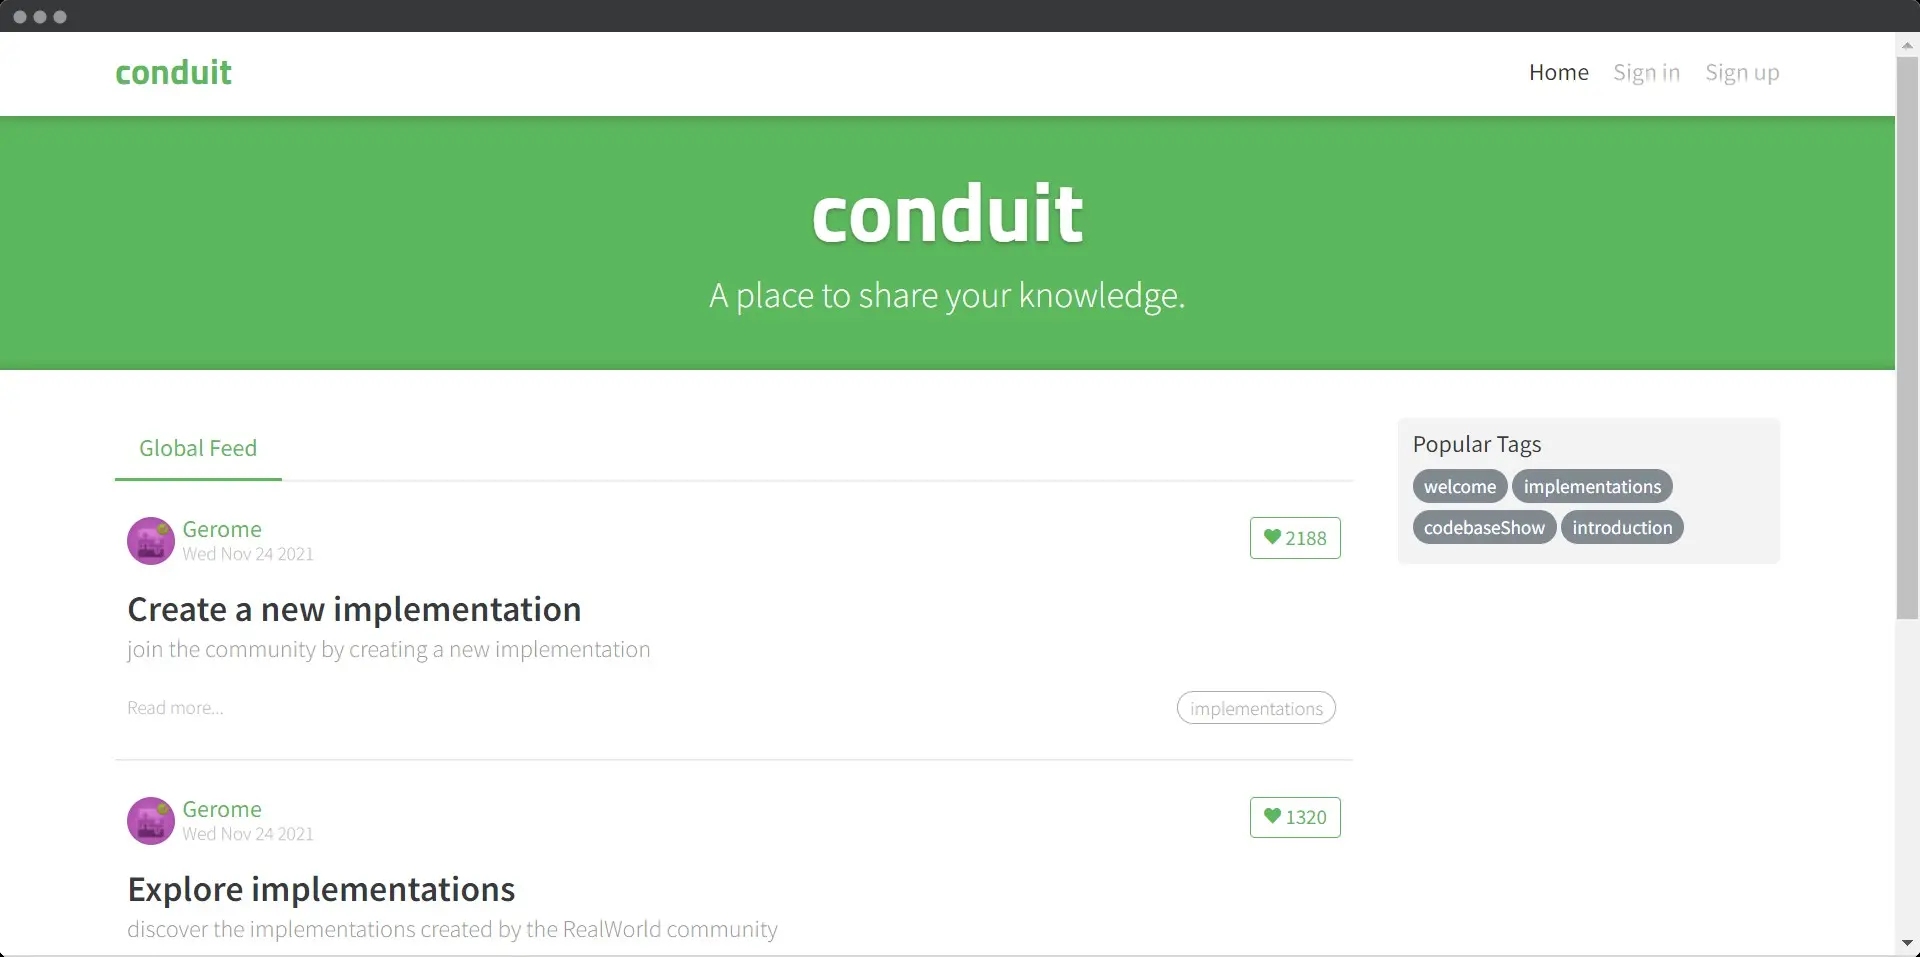 conduit
Home Sign in Sign up
conduit
A place to share your knowledge.
Global Feed
Popular Tags
welcome implementations
codebaseShow introduction
Gerome
Wed Nov 24 2021
2188
Create a new implementation
join the community by creating a new implementation
Read more...
implementations
Gerome
Wed Nov 24 2021
1320
Explore implementations
discover the implementations created by the RealWorld community